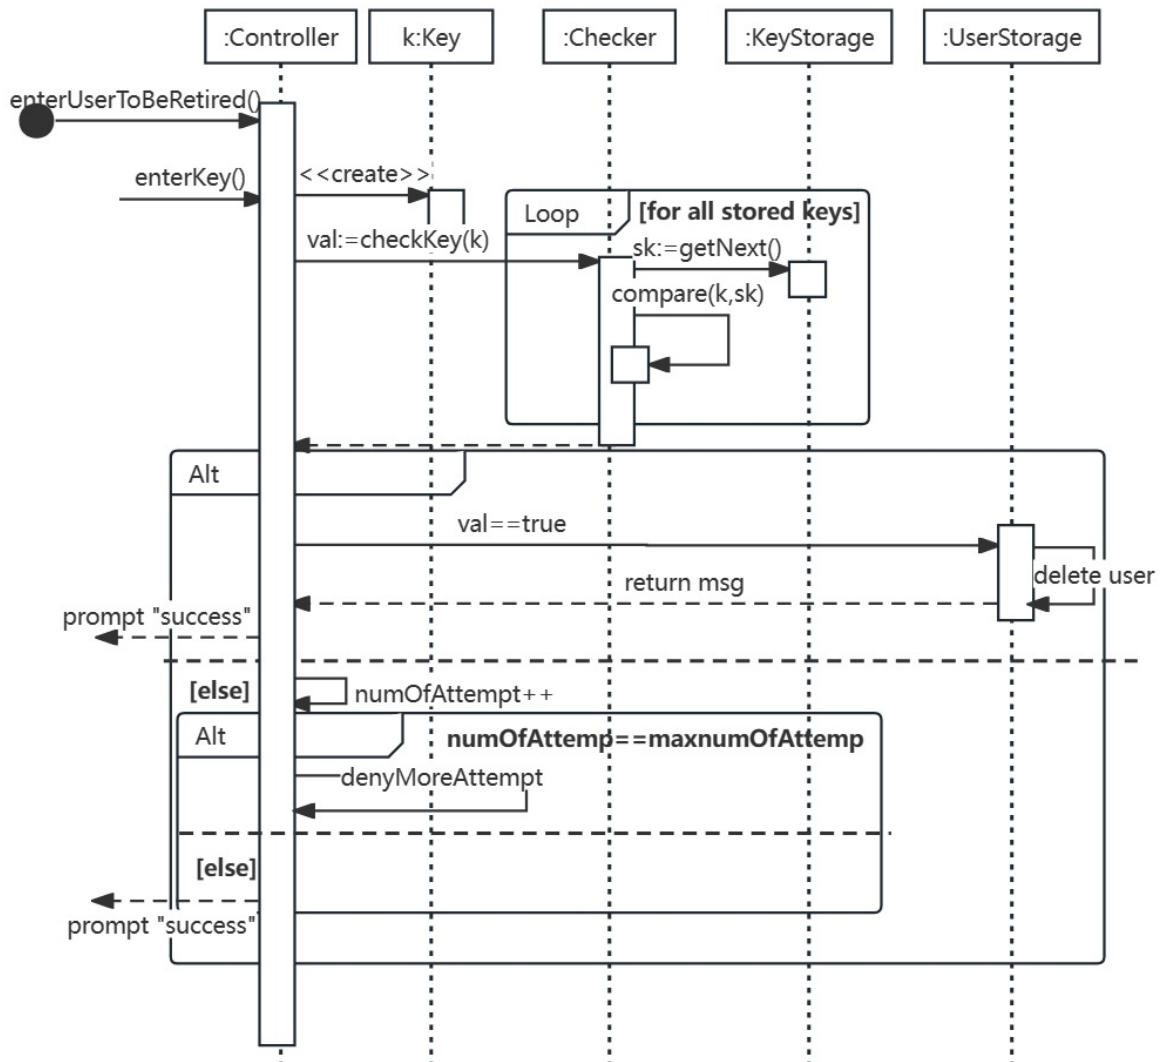 :Controller
k:Key
:Checker
:KeyStorage
:UserStorage
enterUserToBeRetired()
enterKey()
<<create>>
Loop
[for all stored keys]
val:=checkKey(k)
sk:=getNext()
compare(k,sk)
Alt
val==true
delete user
return msg
prompt "success"
[else]
numOfAttempt++
Alt
numOfAttemp==maxnumOfAttemp
denyMoreAttempt
[else]
prompt "success"